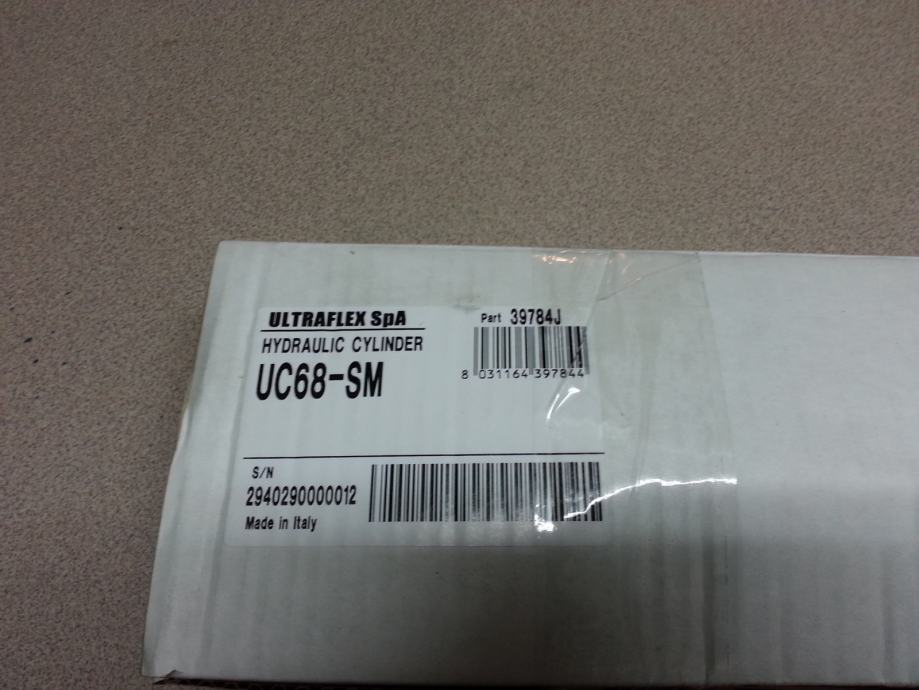 ULTRAFLEX SpA
HYDRAULIC CYLINDER
UC68-SM
Part 39784J
8 031164 397844
S/N
2940290000012
Made in Italy